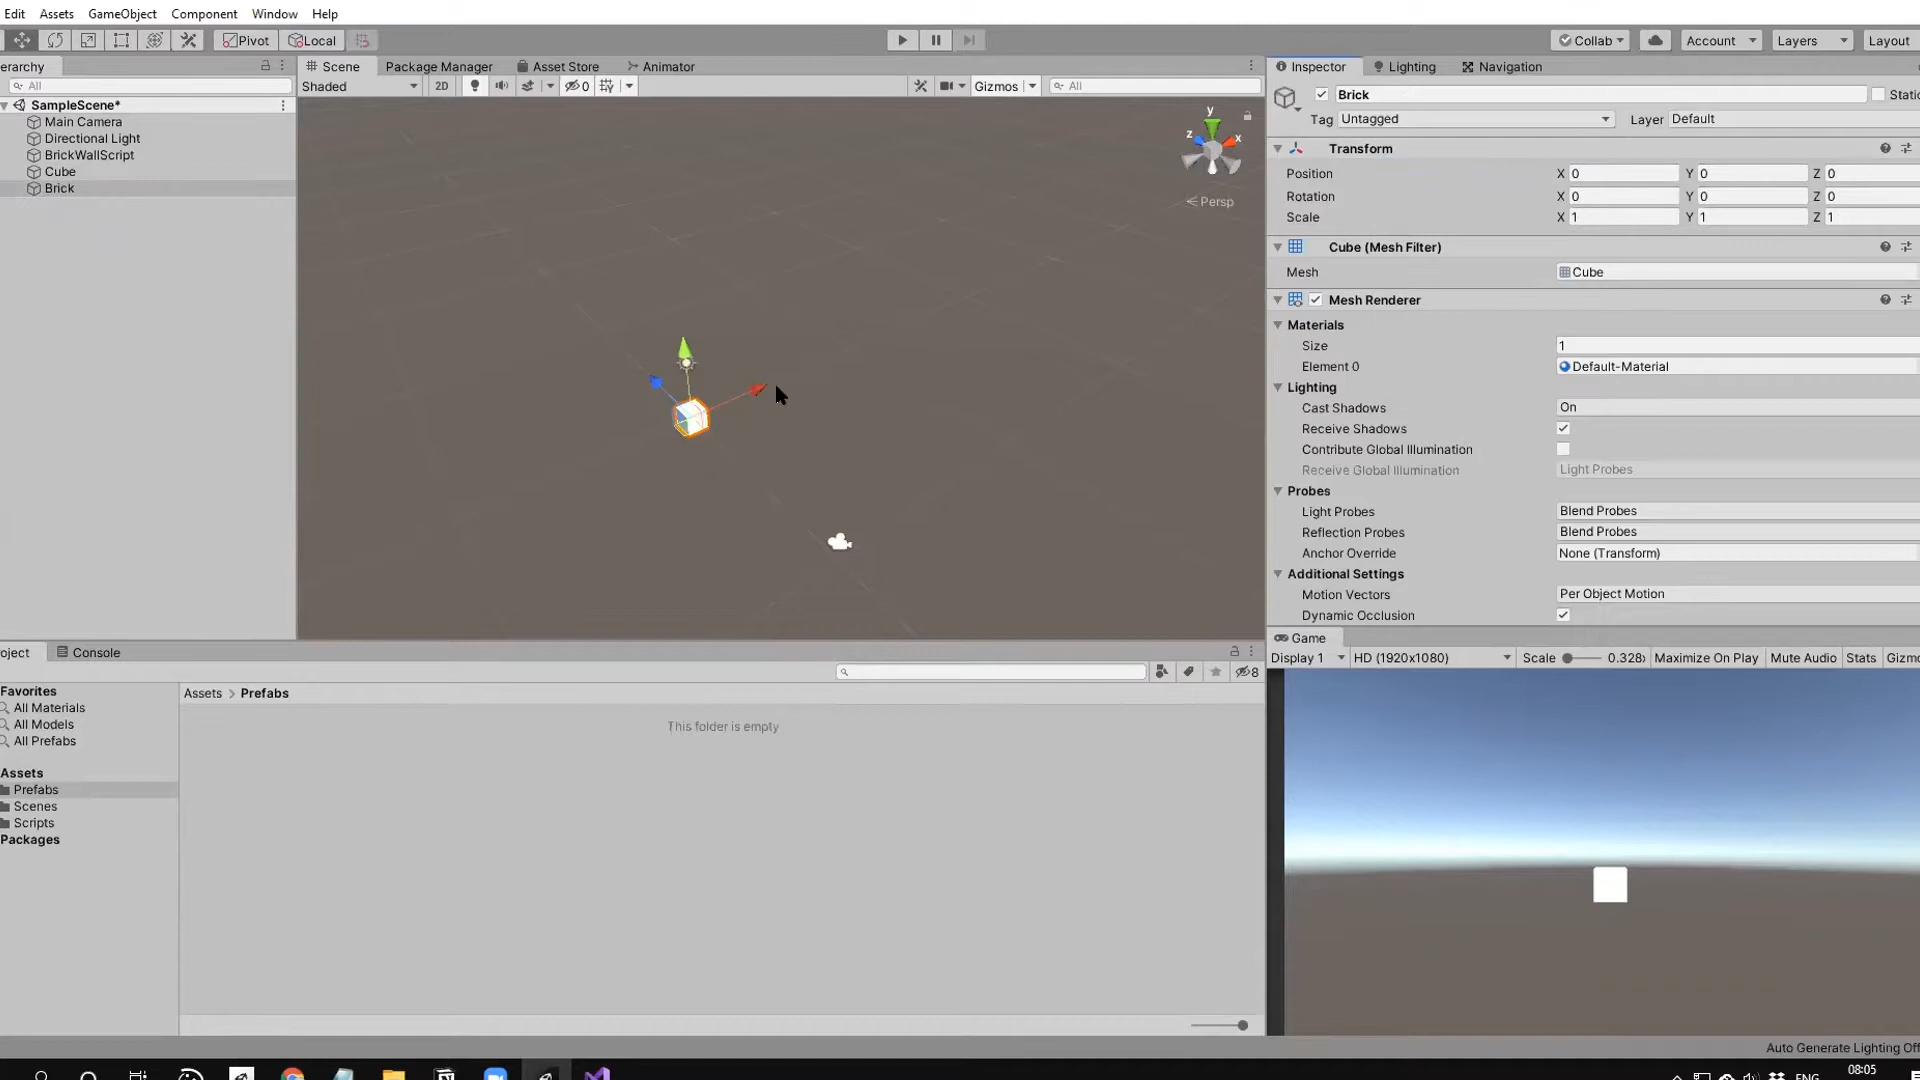 Edit Assets GameObject Component Window Help
Pivot Local Collab Account Layers Layout
erarchy Scene Package Manager Asset Store Animator Inspector Lighting Navigation
All Shaded 2D 0 Gizmos All
Brick Static
Tag Untagged Layer Default
SampleScene*
Main Camera
Directional Light
BrickWallScript
Cube
Brick
y
z x
Persp
Transform
Position X 0 Y 0 Z 0
Rotation X 0 Y 0 Z 0
Scale X 1 Y 1 Z 1
Cube (Mesh Filter)
Mesh Cube
Mesh Renderer
Materials
Size 1
Element 0 Default-Material
Lighting
Cast Shadows On
Receive Shadows
Contribute Global Illumination
Receive Global Illumination Light Probes
Probes
Light Probes Blend Probes
Reflection Probes Blend Probes
Anchor Override None (Transform)
Additional Settings
Motion Vectors Per Object Motion
Dynamic Occlusion
Game
Display 1 HD (1920x1080) Scale 0.328x Maximize On Play Mute Audio Stats Gizmo
oject Console
8
Favorites
All Materials
All Models
All Prefabs
Assets
Prefabs
Scenes
Scripts
Packages
Assets > Prefabs
This folder is empty
Auto Generate Lighting Off
ENG 08:05